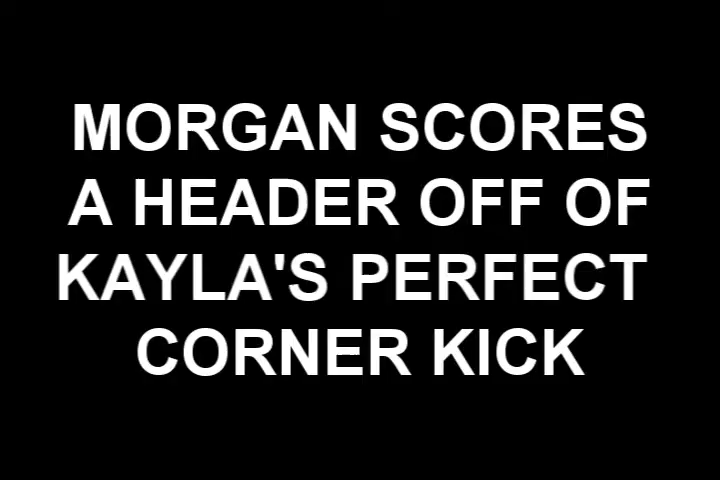 MORGAN SCORES
A HEADER OFF OF
KAYLA'S PERFECT
CORNER KICK